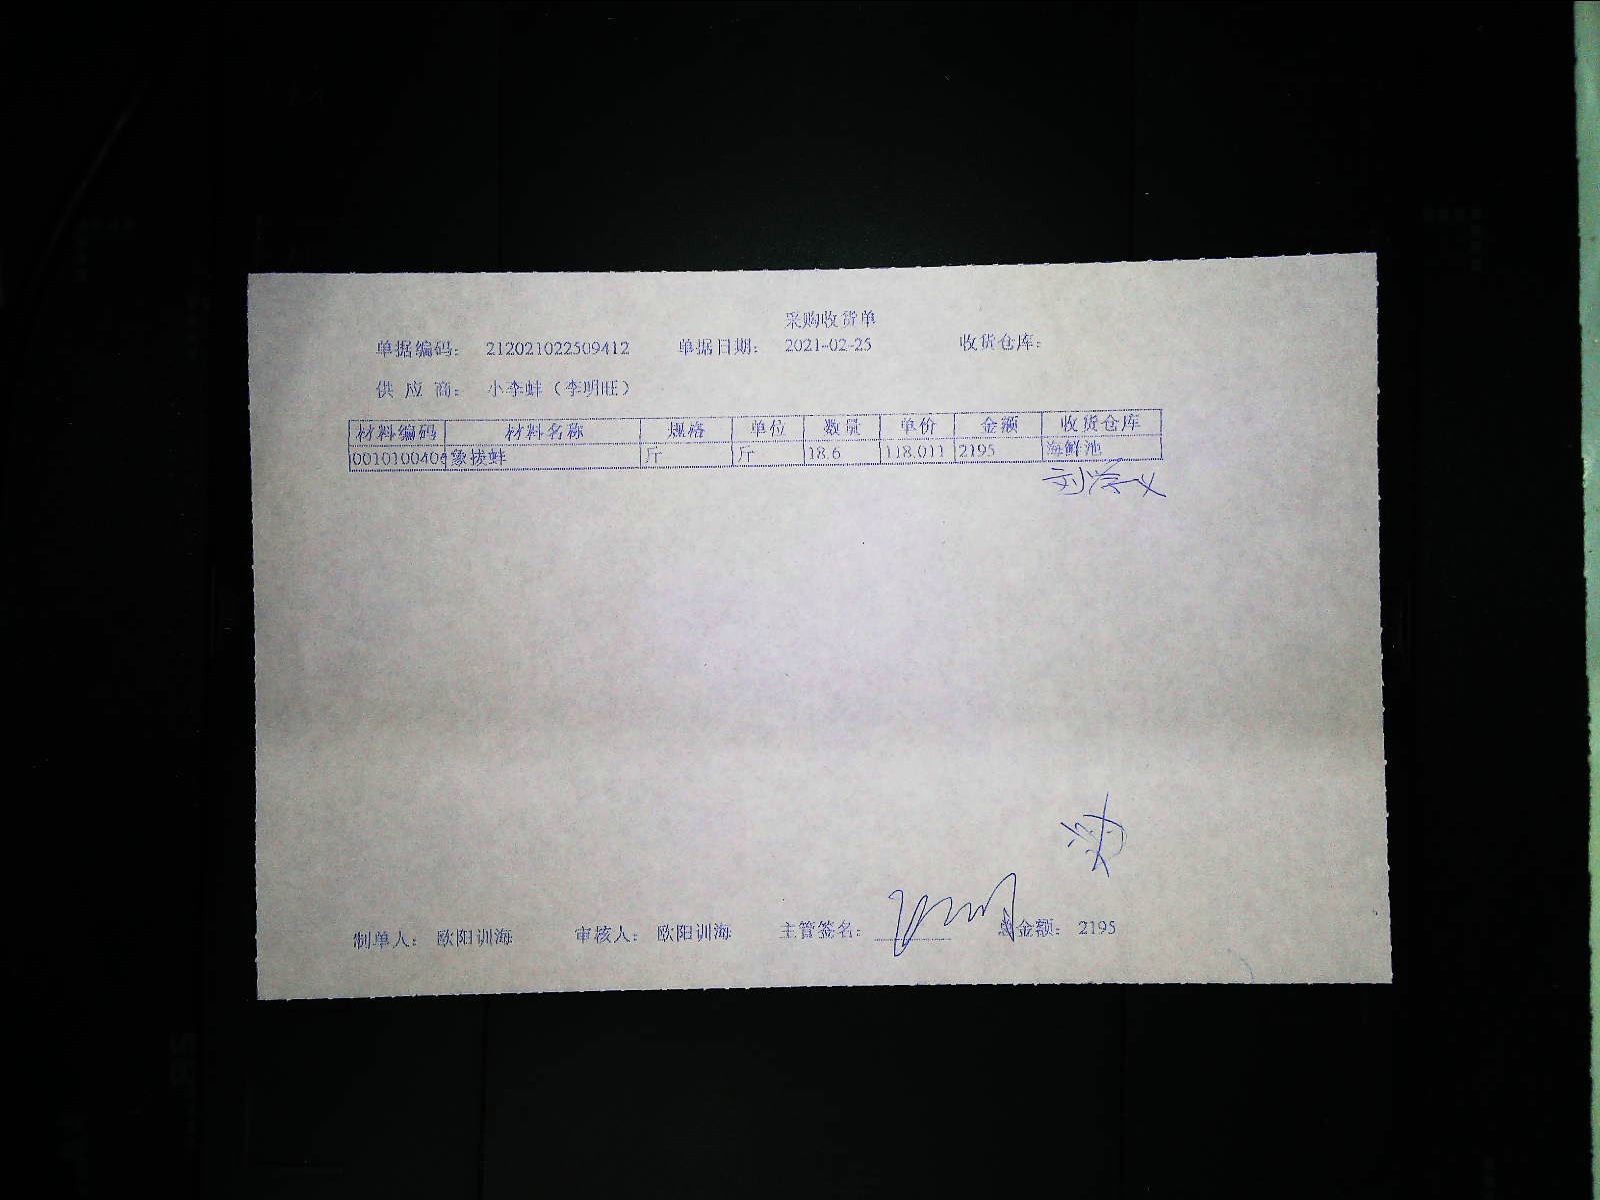 采购收货单
单据编码： 212021022509412 单据日期： 2021-02-25 收货仓库：
供 应 商： 小李蚌（李明旺）
材料编码 材料名称 规格 单位 数量 单价 金额 收货仓库
0010100404 象拔蚌 斤 斤 18.6 118.011 2195 海鲜池
制单人： 欧阳训海 审核人： 欧阳训海 主管签名： 总金额： 2195